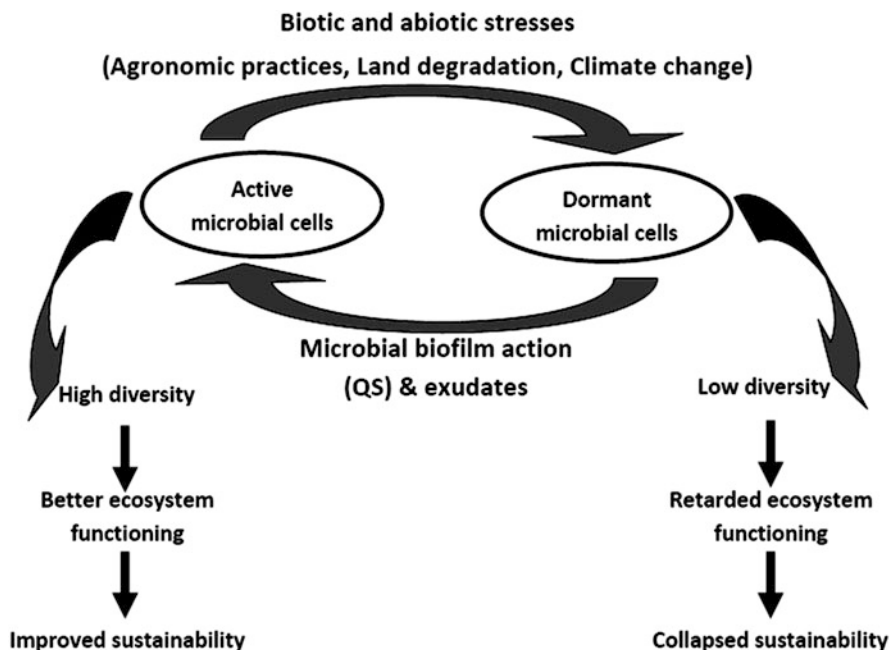 Biotic and abiotic stresses
(Agronomic practices, Land degradation, Climate change)
Active
microbial cells
Dormant
microbial cells
Microbial biofilm action
(QS) & exudates
High diversity
Better ecosystem
functioning
Improved sustainability
Low diversity
Retarded ecosystem
functioning
Collapsed sustainability